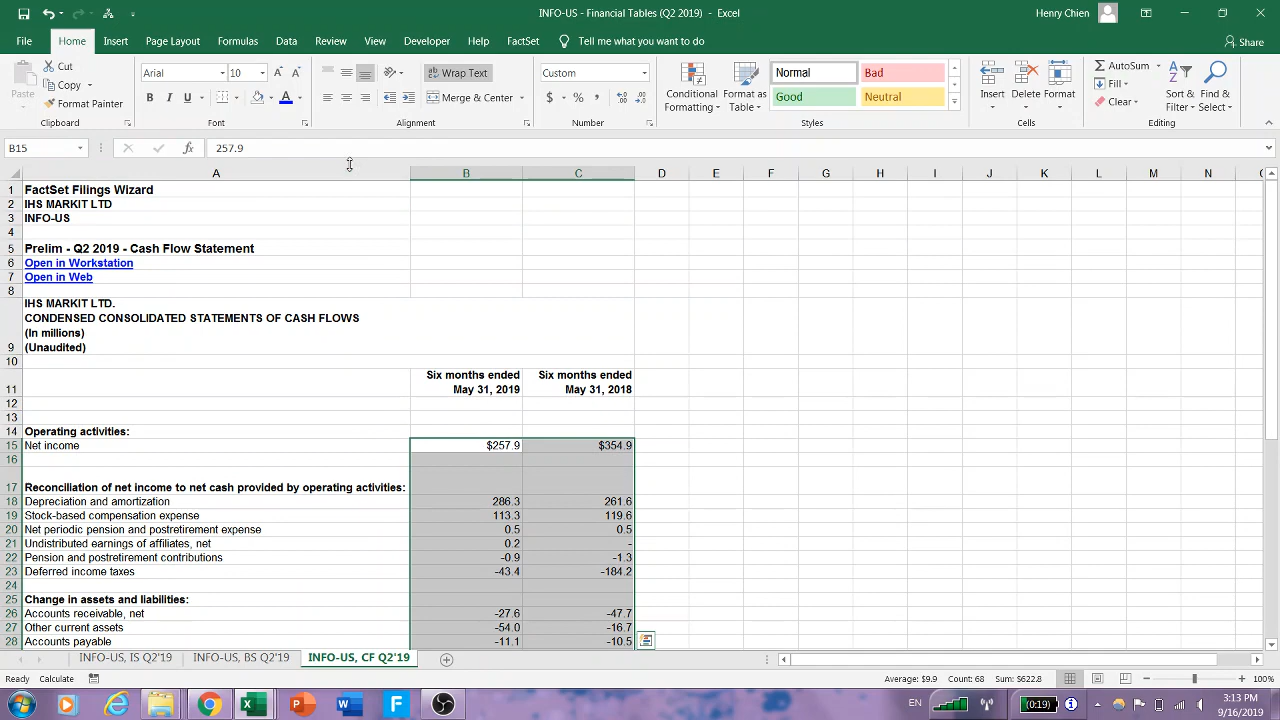 INFO-US - Financial Tables (Q2 2019) - Excel
Henry Chien
File Home Insert Page Layout Formulas Data Review View Developer Help FactSet Tell me what you want to do Share
Cut
Copy
Format Painter
Paste
Clipboard
Arial 10
A A
B I U
A
Font
Wrap Text
Merge & Center
Alignment
Custom
$ % ,
Number
Conditional Formatting
Format as Table
Normal Bad
Good Neutral
Styles
Insert Delete Format
Cells
AutoSum
Fill
Clear
Sort & Filter
Find & Select
Editing
B15 fx 257.9
A B C D E F G H I J K L M N
1 FactSet Filings Wizard
2 IHS MARKIT LTD
3 INFO-US
4
5 Prelim - Q2 2019 - Cash Flow Statement
6 Open in Workstation
7 Open in Web
8
IHS MARKIT LTD.
CONDENSED CONSOLIDATED STATEMENTS OF CASH FLOWS
(In millions)
9 (Unaudited)
10
Six months ended Six months ended
11 May 31, 2019 May 31, 2018
12
13
14 Operating activities:
15 Net income $257.9 $354.9
16
17 Reconciliation of net income to net cash provided by operating activities:
18 Depreciation and amortization 286.3 261.6
19 Stock-based compensation expense 113.3 119.6
20 Net periodic pension and postretirement expense 0.5 0.5
21 Undistributed earnings of affiliates, net 0.2 -
22 Pension and postretirement contributions -0.9 -1.3
23 Deferred income taxes -43.4 -184.2
24
25 Change in assets and liabilities:
26 Accounts receivable, net -27.6 -47.7
27 Other current assets -54.0 -16.7
28 Accounts payable -11.1 -10.5
INFO-US, IS Q2'19 INFO-US, BS Q2'19 INFO-US, CF Q2'19
Ready Calculate Average: $9.9 Count: 68 Sum: $622.8 100%
EN (0:19) 3:13 PM
9/16/2019